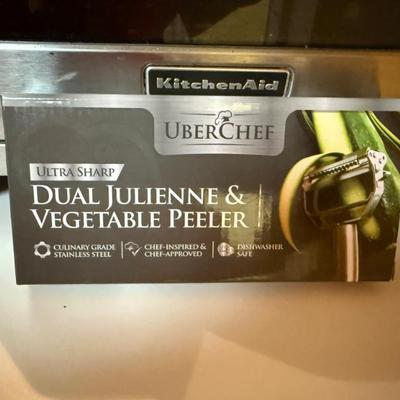 KitchenAid
UBERCHEF
ULTRA SHARP
DUAL JULIENNE &
VEGETABLE PEELER
CULINARY GRADE
STAINLESS STEEL
CHEF-INSPIRED &
CHEF-APPROVED
DISHWASHER
SAFE